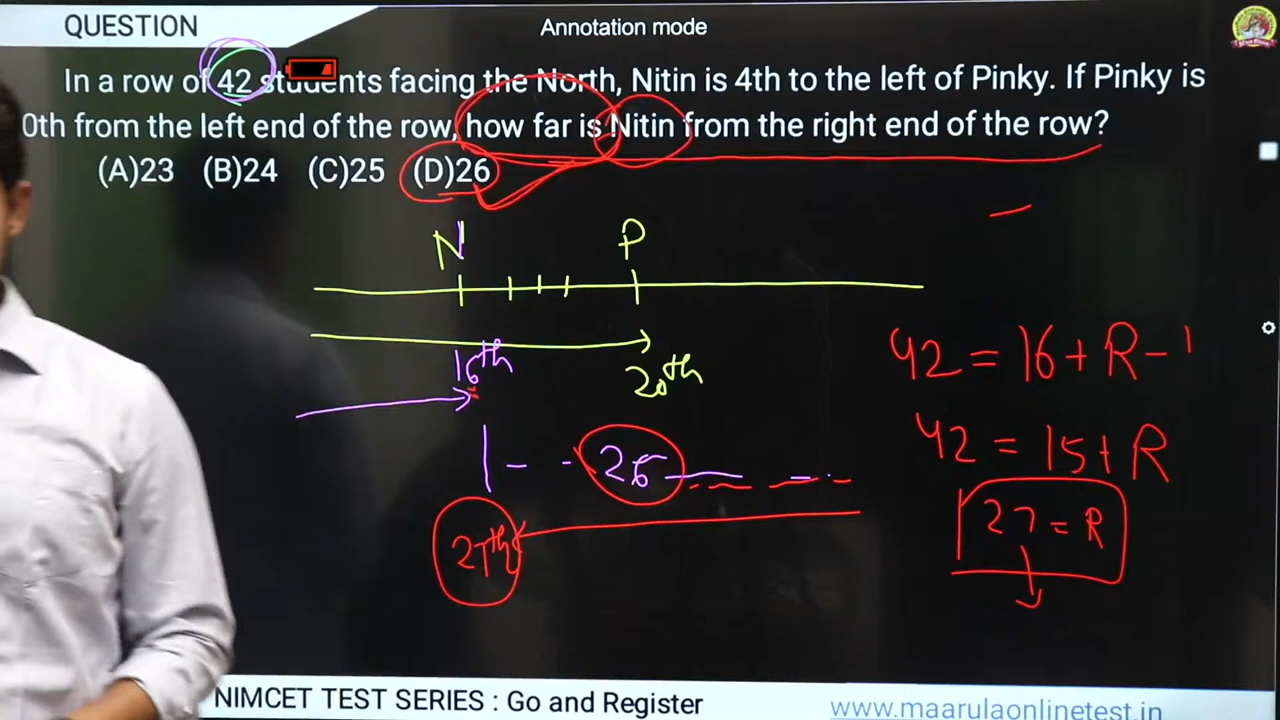 QUESTION
Annotation mode
In a row of 42 students facing the North, Nitin is 4th to the left of Pinky. If Pinky is
0th from the left end of the row, how far is Nitin from the right end of the row?
(A)23 (B)24 (C)25 (D)26
N P
16th 20th
42 = 16 + R - 1
26
42 = 15 + R
27th
27 = R
NIMCET TEST SERIES : Go and Register
www.maarulaonlinetest.in